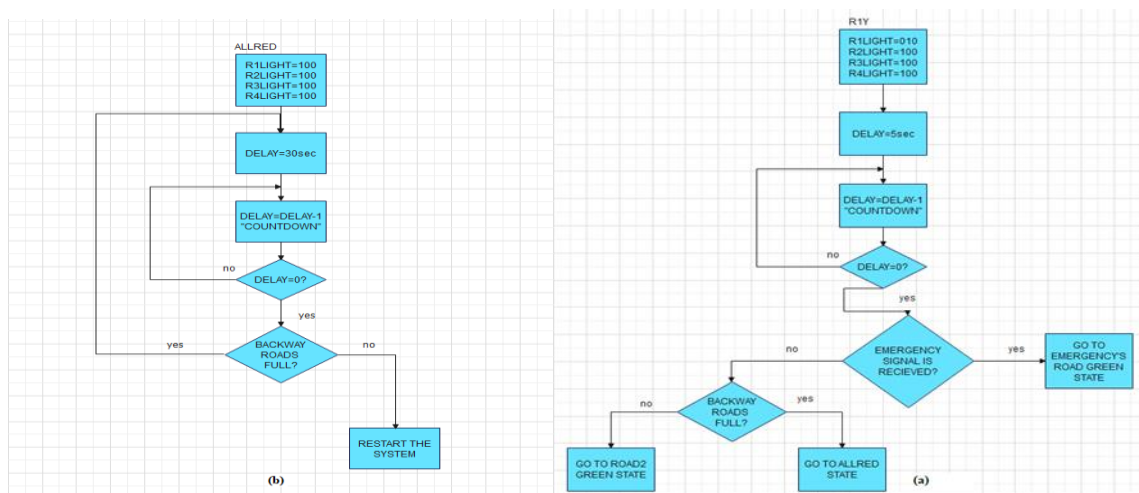 ALLRED
R1LIGHT=100
R2LIGHT=100
R3LIGHT=100
R4LIGHT=100
DELAY=30sec
DELAY=DELAY-1
"COUNTDOWN"
no
DELAY=0?
yes
yes
BACKWAY
ROADS
FULL?
no
RESTART THE
SYSTEM
(b)
R1Y
R1LIGHT=010
R2LIGHT=100
R3LIGHT=100
R4LIGHT=100
DELAY=5sec
DELAY=DELAY-1
"COUNTDOWN"
no
DELAY=0?
yes
no
EMERGENCY
SIGNAL IS
RECIEVED?
yes
GO TO
EMERGENCY'S
ROAD GREEN
STATE
no
BACKWAY
ROADS
FULL?
yes
GO TO ROAD2
GREEN STATE
GO TO ALLRED
STATE
(a)